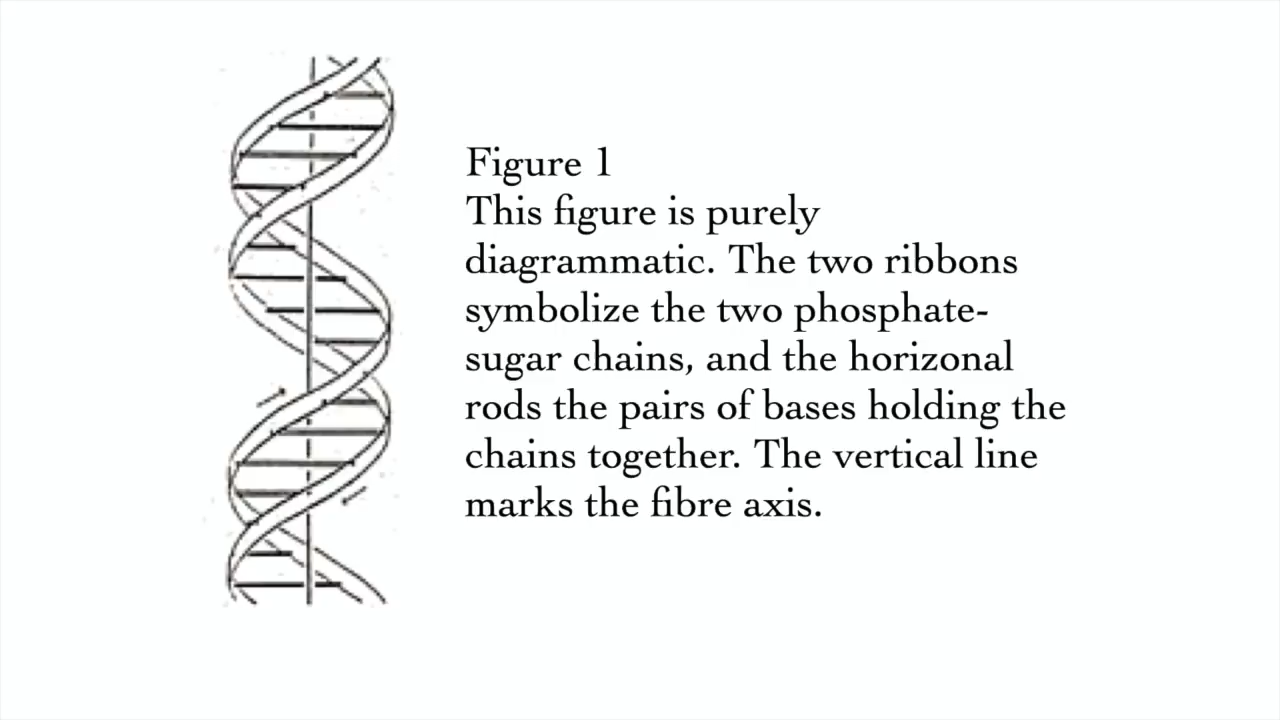 Figure 1
This figure is purely
diagrammatic. The two ribbons
symbolize the two phosphate-
sugar chains, and the horizonal
rods the pairs of bases holding the
chains together. The vertical line
marks the fibre axis.